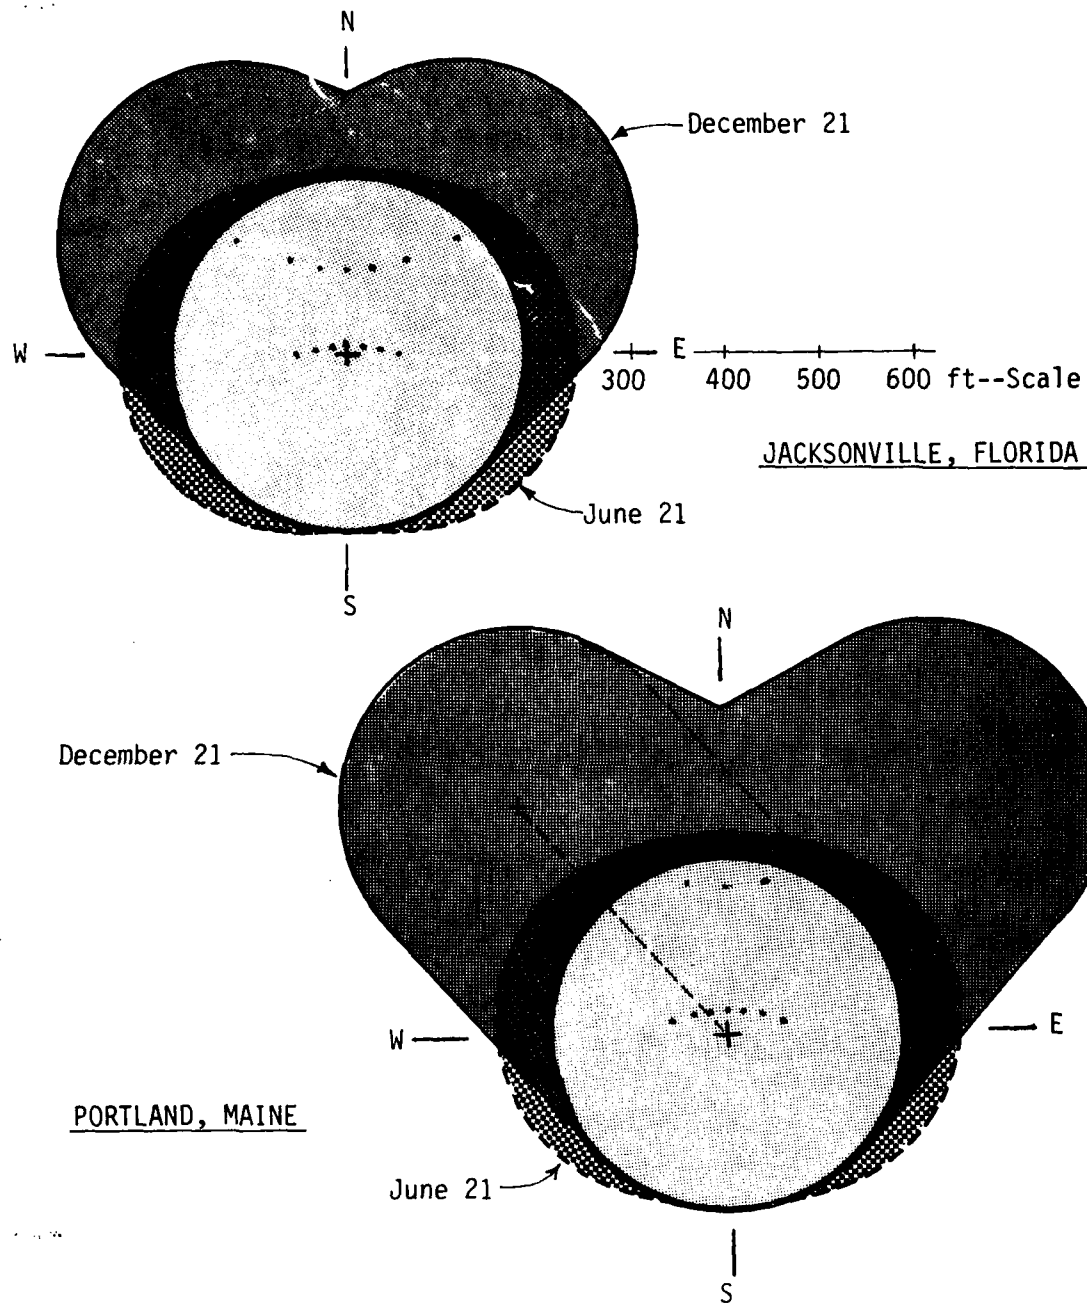 N
December 21
W
E
300 400 500 600 ft--Scale
JACKSONVILLE, FLORIDA
June 21
S
N
December 21
W
E
PORTLAND, MAINE
June 21
S